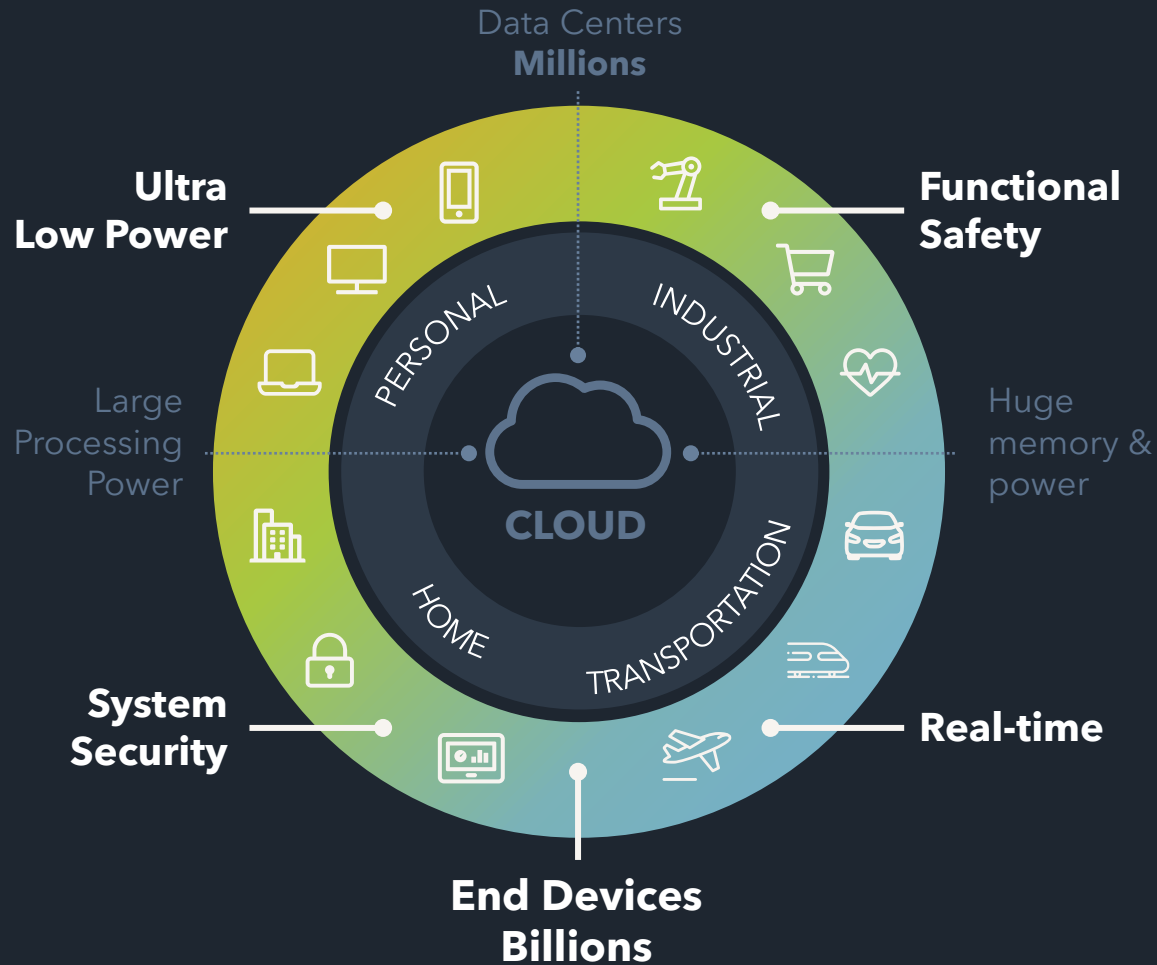 Data Centers
Millions
Ultra
Low Power
Functional
Safety
PERSONAL
INDUSTRIAL
Large
Processing
Power
Huge
memory &
power
CLOUD
HOME
TRANSPORTATION
System
Security
Real-time
End Devices
Billions